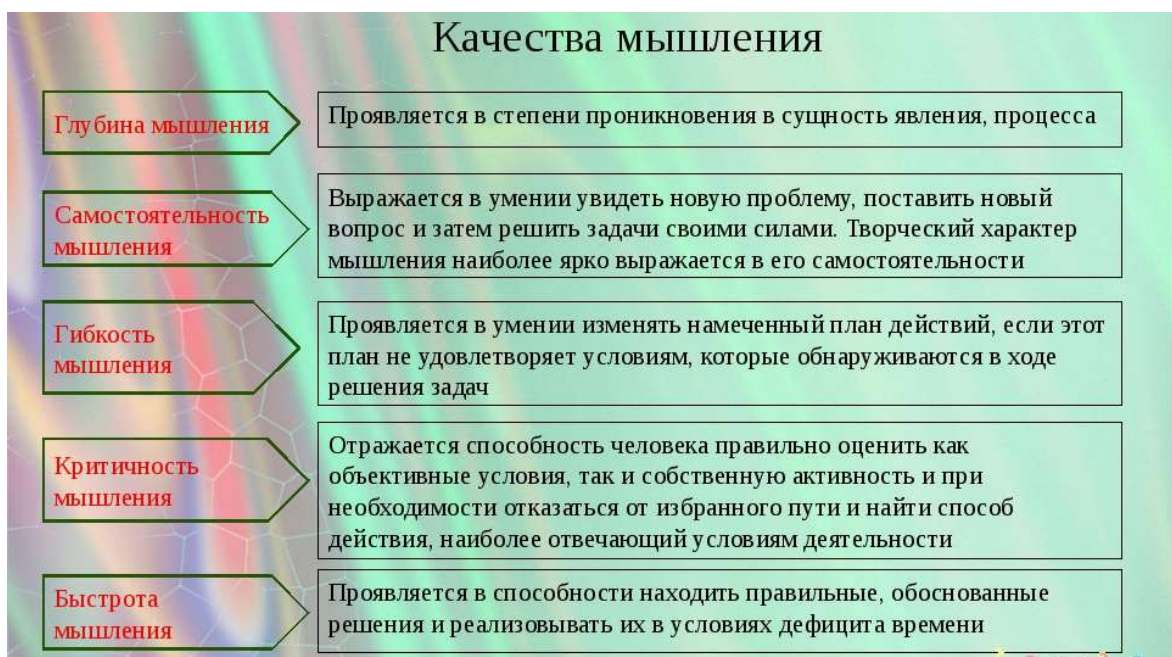 Качества мышления
Глубина мышления
Проявляется в степени проникновения в сущность явления, процесса
Самостоятельность
мышления
Выражается в умении увидеть новую проблему, поставить новый
вопрос и затем решить задачи своими силами. Творческий характер
мышления наиболее ярко выражается в его самостоятельности
Гибкость
мышления
Проявляется в умении изменять намеченный план действий, если этот
план не удовлетворяет условиям, которые обнаруживаются в ходе
решения задач
Критичность
мышления
Отражается способность человека правильно оценить как
объективные условия, так и собственную активность и при
необходимости отказаться от избранного пути и найти способ
действия, наиболее отвечающий условиям деятельности
Быстрота
мышления
Проявляется в способности находить правильные, обоснованные
решения и реализовывать их в условиях дефицита времени